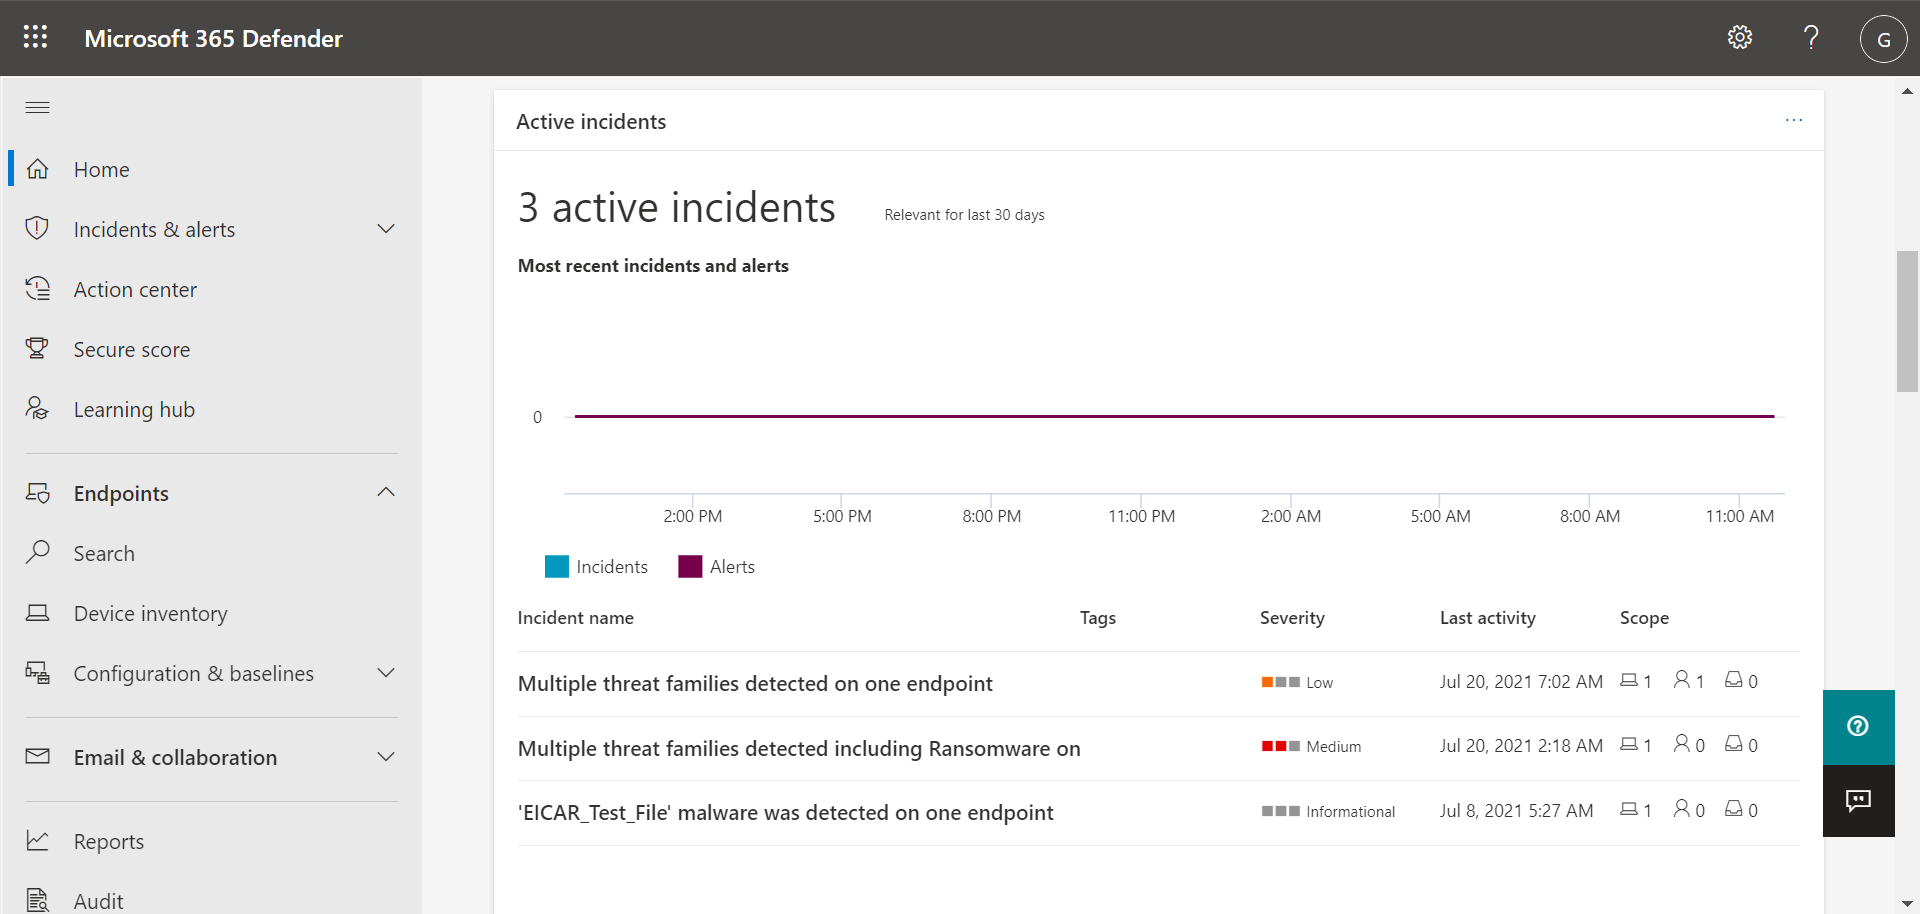 Microsoft 365 Defender
G
Home
Incidents & alerts
Action center
Secure score
Learning hub
Endpoints
Search
Device inventory
Configuration & baselines
Email & collaboration
Reports
Audit
Active incidents
3 active incidents Relevant for last 30 days
Most recent incidents and alerts
0
2:00 PM 5:00 PM 8:00 PM 11:00 PM 2:00 AM 5:00 AM 8:00 AM 11:00 AM
Incidents Alerts
Incident name Tags Severity Last activity Scope
Multiple threat families detected on one endpoint Low Jul 20, 2021 7:02 AM 1 1 0
Multiple threat families detected including Ransomware on Medium Jul 20, 2021 2:18 AM 1 0 0
'EICAR_Test_File' malware was detected on one endpoint Informational Jul 8, 2021 5:27 AM 1 0 0